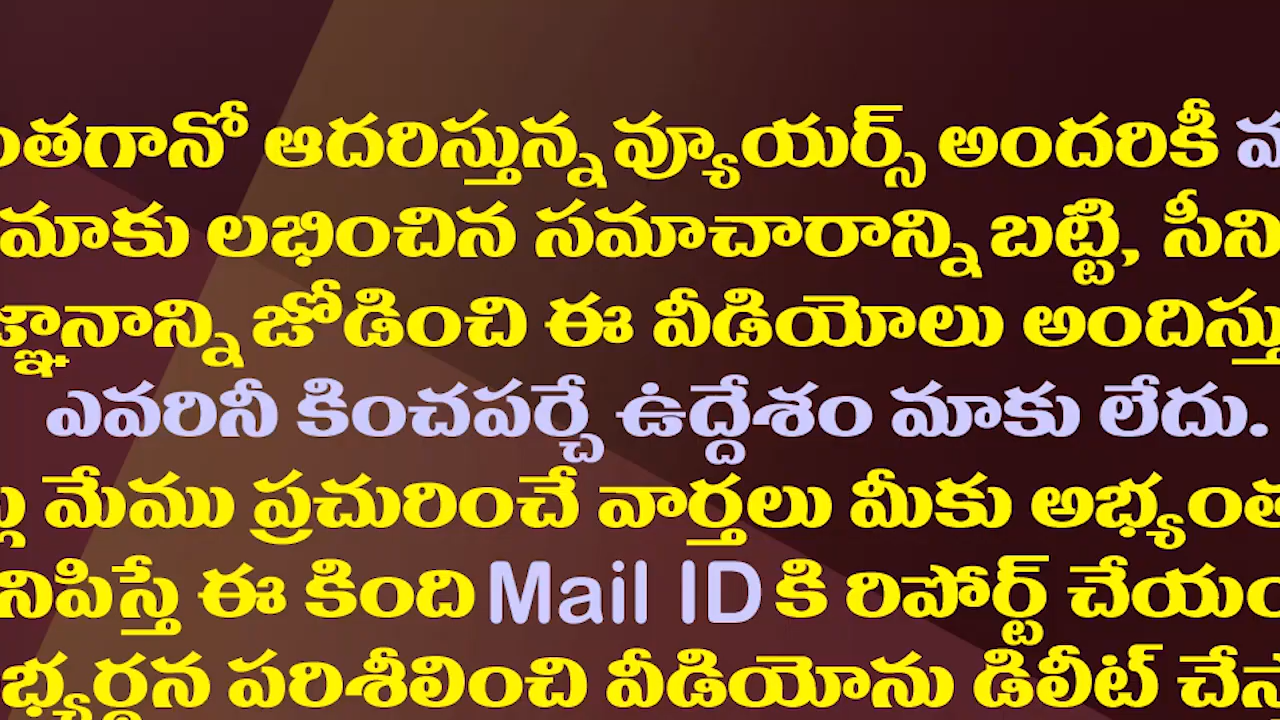 ఆదరిస్తున్న వ్యూయర్స్ అందరికీ
మాకు లభించిన సమాచారాన్ని బట్టి,
జోడించి ఈ వీడియోలు
ఎవరినీ కించపర్చే ఉద్దేశం మాకు లేదు.
మేము ప్రచురించే వార్తలు మీకు
ఈ కింది Mail ID కి రిపోర్ట్
పరిశీలించి వీడియోను డిలీట్